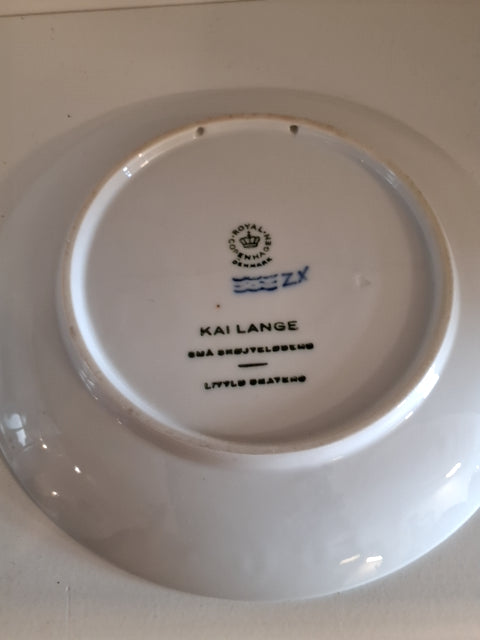 ROYAL COPENHAGEN
DENMARK
ZX
KAI LANGE
SMÅ SKØJTELØBERE
LITTLE SKATERS